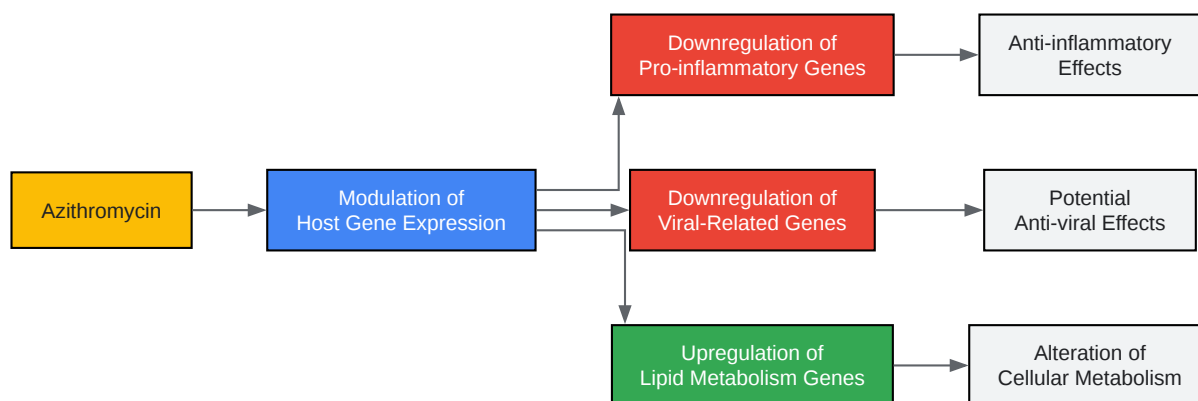 Downregulation of
Pro-inflammatory Genes
Anti-inflammatory
Effects
Azithromycin
Modulation of
Host Gene Expression
Downregulation of
Viral-Related Genes
Potential
Anti-viral Effects
Upregulation of
Lipid Metabolism Genes
Alteration of
Cellular Metabolism